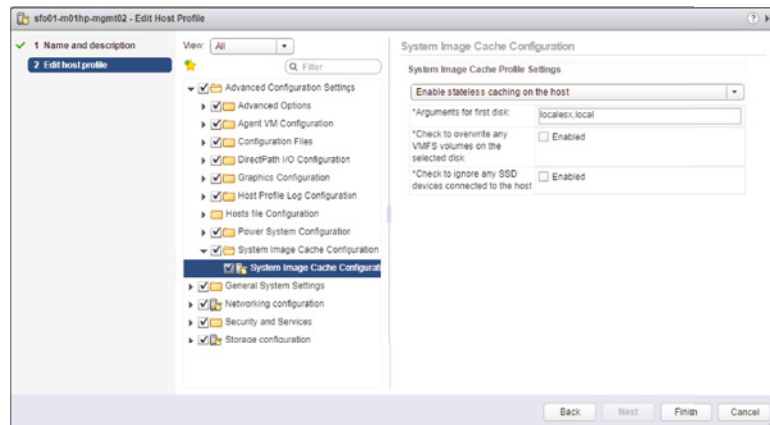 sfo01-m01hp-mgmt02 - Edit Host Profile
1 Name and description
2 Edit host profile
View: All
Filter
Advanced Configuration Settings
Advanced Options
Agent VM Configuration
Configuration Files
DirectPath I/O Configuration
Graphics Configuration
Host Profile Log Configuration
Hosts file Configuration
Power System Configuration
System Image Cache Configuration
System Image Cache Configurat
General System Settings
Networking configuration
Security and Services
Storage configuration
System Image Cache Configuration
System Image Cache Profile Settings
Enable stateless caching on the host
*Arguments for first disk:
localesx,local
*Check to overwrite any
VMFS volumes on the
selected disk
Enabled
*Check to ignore any SSD
devices connected to the host
Enabled
Back
Next
Finish
Cancel